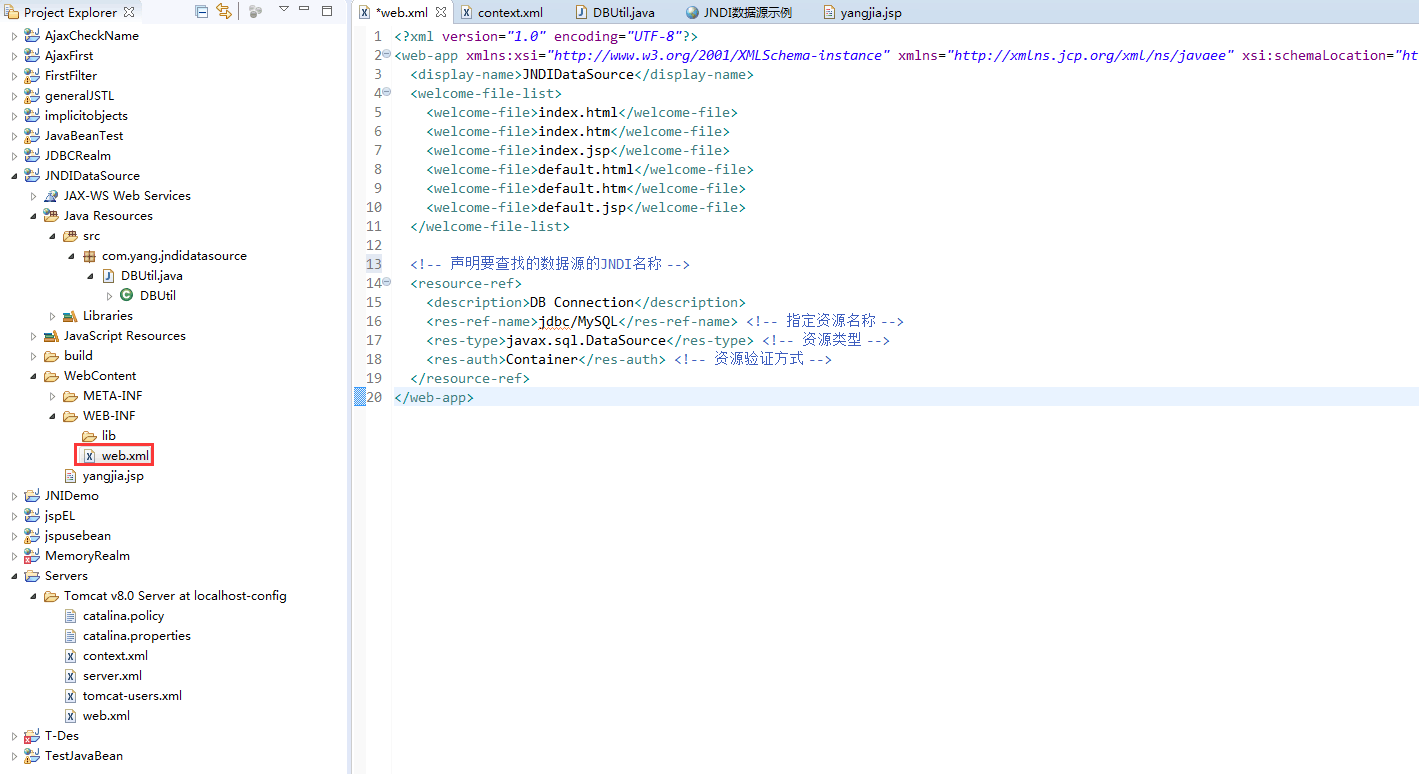 Project Explorer
AjaxCheckName
AjaxFirst
FirstFilter
generalJSTL
implicitobjects
JavaBeanTest
JDBCRealm
JNDIDataSource
JAX-WS Web Services
Java Resources
src
com.yang.jndidatasource
DBUtil.java
DBUtil
Libraries
JavaScript Resources
build
WebContent
META-INF
WEB-INF
lib
web.xml
yangjia.jsp
JNIDemo
jspEL
jspusebean
MemoryRealm
Servers
Tomcat v8.0 Server at localhost-config
catalina.policy
catalina.properties
context.xml
server.xml
tomcat-users.xml
web.xml
T-Des
TestJavaBean
*web.xml context.xml DBUtil.java JNDI数据源示例 yangjia.jsp
1 <?xml version="1.0" encoding="UTF-8"?>
2 <web-app xmlns:xsi="http://www.w3.org/2001/XMLSchema-instance" xmlns="http://xmlns.jcp.org/xml/ns/javaee" xsi:schemaLocation="ht
3 <display-name>JNDIDataSource</display-name>
4 <welcome-file-list>
5 <welcome-file>index.html</welcome-file>
6 <welcome-file>index.htm</welcome-file>
7 <welcome-file>index.jsp</welcome-file>
8 <welcome-file>default.html</welcome-file>
9 <welcome-file>default.htm</welcome-file>
10 <welcome-file>default.jsp</welcome-file>
11 </welcome-file-list>
12
13 <!-- 声明要查找的数据源的JNDI名称 -->
14 <resource-ref>
15 <description>DB Connection</description>
16 <res-ref-name>jdbc/MySQL</res-ref-name> <!-- 指定资源名称 -->
17 <res-type>javax.sql.DataSource</res-type> <!-- 资源类型 -->
18 <res-auth>Container</res-auth> <!-- 资源验证方式 -->
19 </resource-ref>
20 </web-app>